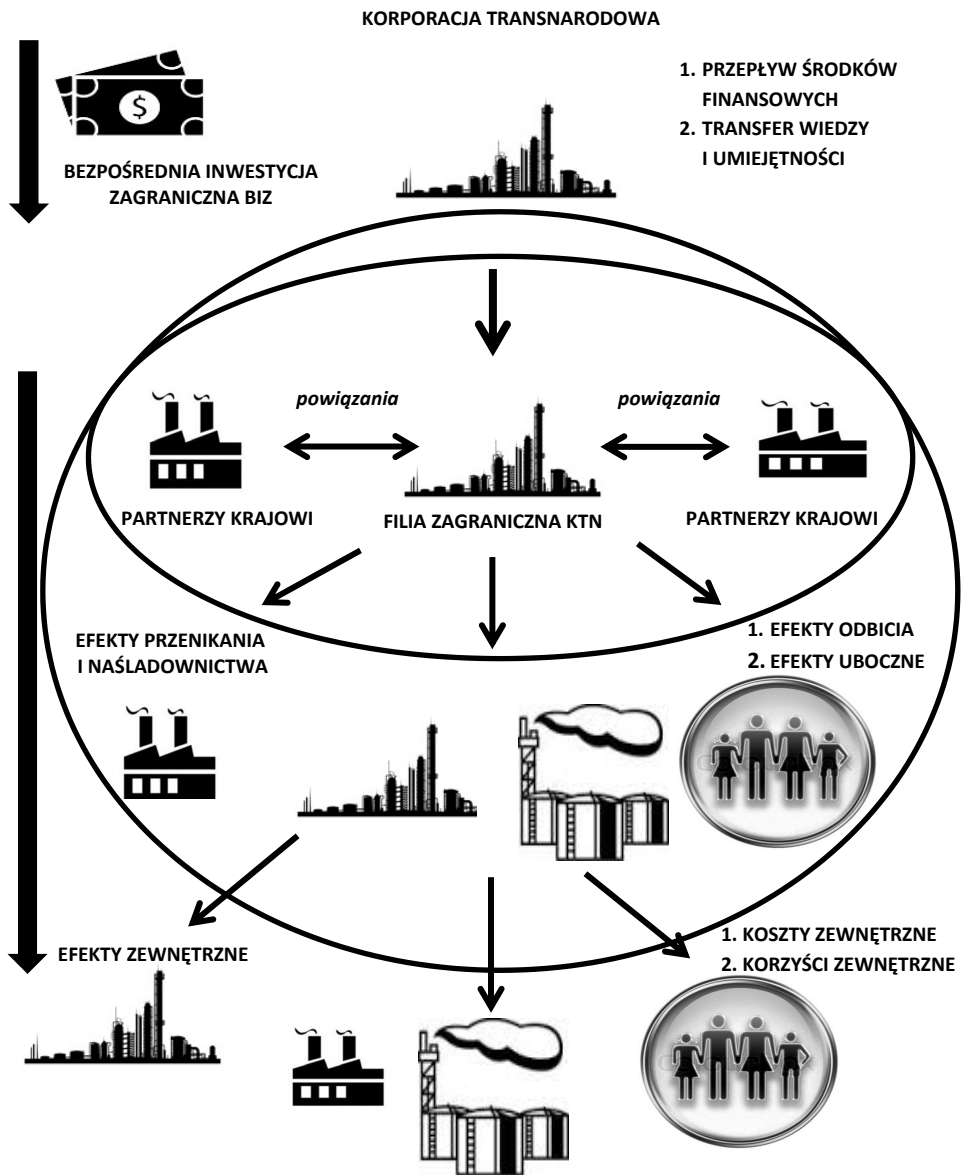 KORPORACJA TRANSNARODOWA
1. PRZEPŁYW ŚRODKÓW
FINANSOWYCH
2. TRANSFER WIEDZY
I UMIEJĘTNOŚCI
$
BEZPOŚREDNIA INWESTYCJA
ZAGRANICZNA BIZ
powiązania
powiązania
PARTNERZY KRAJOWI
FILIA ZAGRANICZNA KTN
PARTNERZY KRAJOWI
EFEKTY PRZENIKANIA
I NAŚLADOWNICTWA
1. EFEKTY ODBICIA
2. EFEKTY UBOCZNE
EFEKTY ZEWNĘTRZNE
1. KOSZTY ZEWNĘTRZNE
2. KORZYŚCI ZEWNĘTRZNE